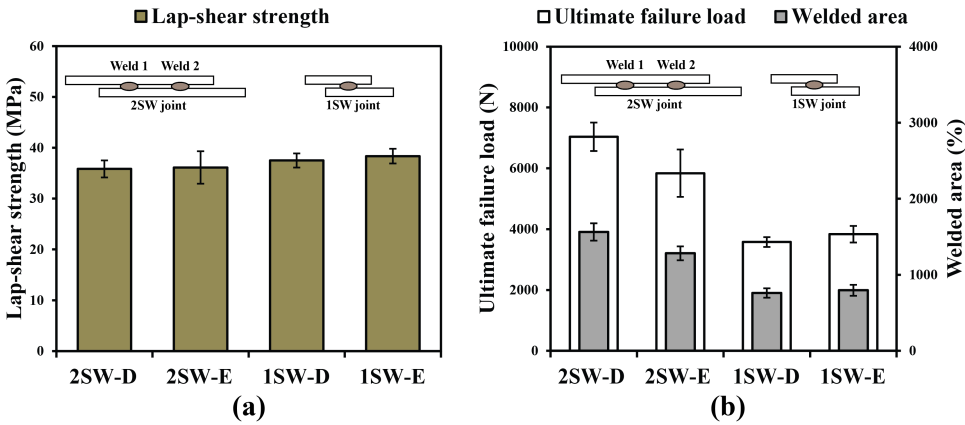 Lap-shear strength
Lap-shear strength (MPa)
60
50
40
30
20
10
0
Weld 1 Weld 2
2SW joint
1SW joint
2SW-D 2SW-E 1SW-D 1SW-E
(a)
Ultimate failure load Welded area
Ultimate failure load (N)
10000
8000
6000
4000
2000
0
Weld 1 Weld 2
2SW joint
1SW joint
4000
3000
2000
1000
0
Welded area (%)
2SW-D 2SW-E 1SW-D 1SW-E
(b)